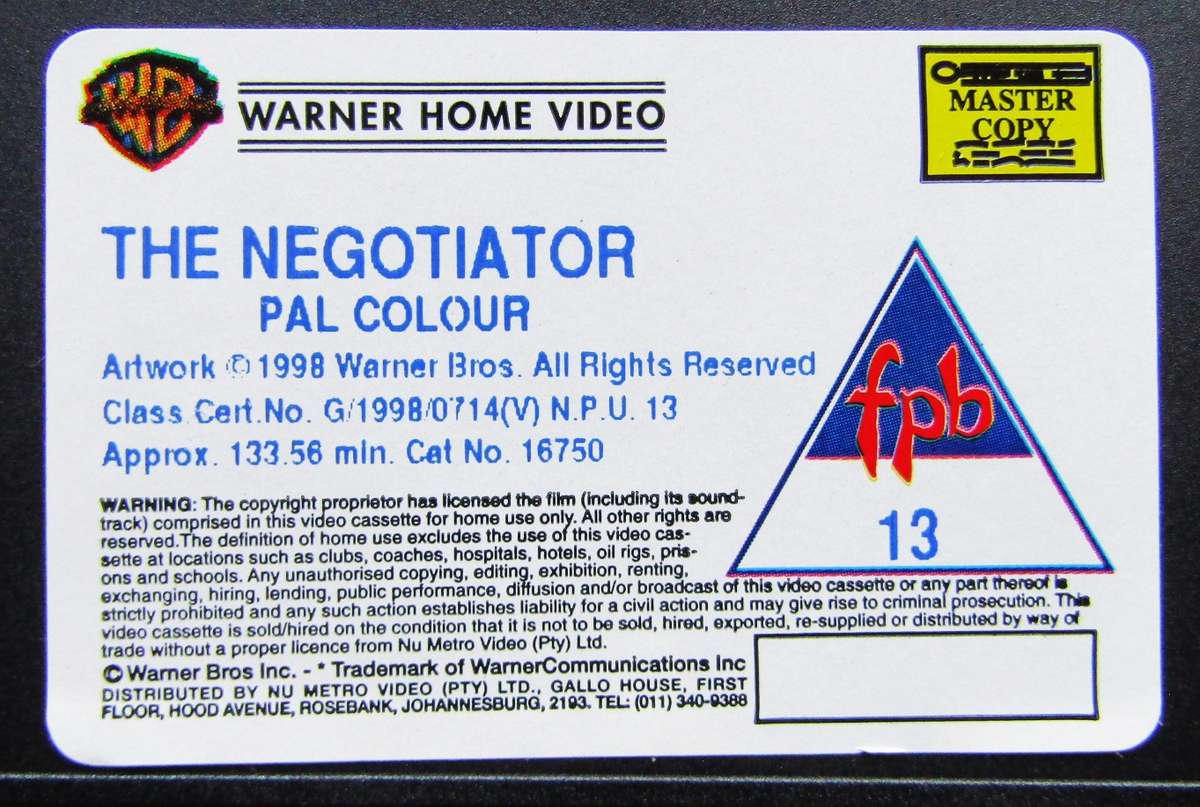 WARNER HOME VIDEO
MASTER
COPY
THE NEGOTIATOR
PAL COLOUR
Artwork © 1998 Warner Bros. All Rights Reserved
Class Cert.No. G/1998/0714(V) N.P.U. 13
Approx. 133.56 min. Cat No. 16750
fpb
13
WARNING: The copyright proprietor has licensed the film (including its sound-
track) comprised in this video cassette for home use only. All other rights are
reserved.The definition of home use excludes the use of this video cas-
sette at locations such as clubs, coaches, hospitals, hotels, oil rigs, pris-
ons and schools. Any unauthorised copying, editing, exhibition, renting,
exchanging, hiring, lending, public performance, diffusion and/or broadcast of this video cassette or any part thereof is
strictly prohibited and any such action establishes liability for a civil action and may give rise to criminal prosecution. This
video cassette is sold/hired on the condition that it is not to be sold, hired, exported, re-supplied or distributed by way of
trade without a proper licence from Nu Metro Video (Pty) Ltd.
© Warner Bros Inc. - * Trademark of WarnerCommunications Inc
DISTRIBUTED BY NU METRO VIDEO (PTY) LTD., GALLO HOUSE, FIRST
FLOOR, HOOD AVENUE, ROSEBANK, JOHANNESBURG, 2193. TEL: (011) 340-9388